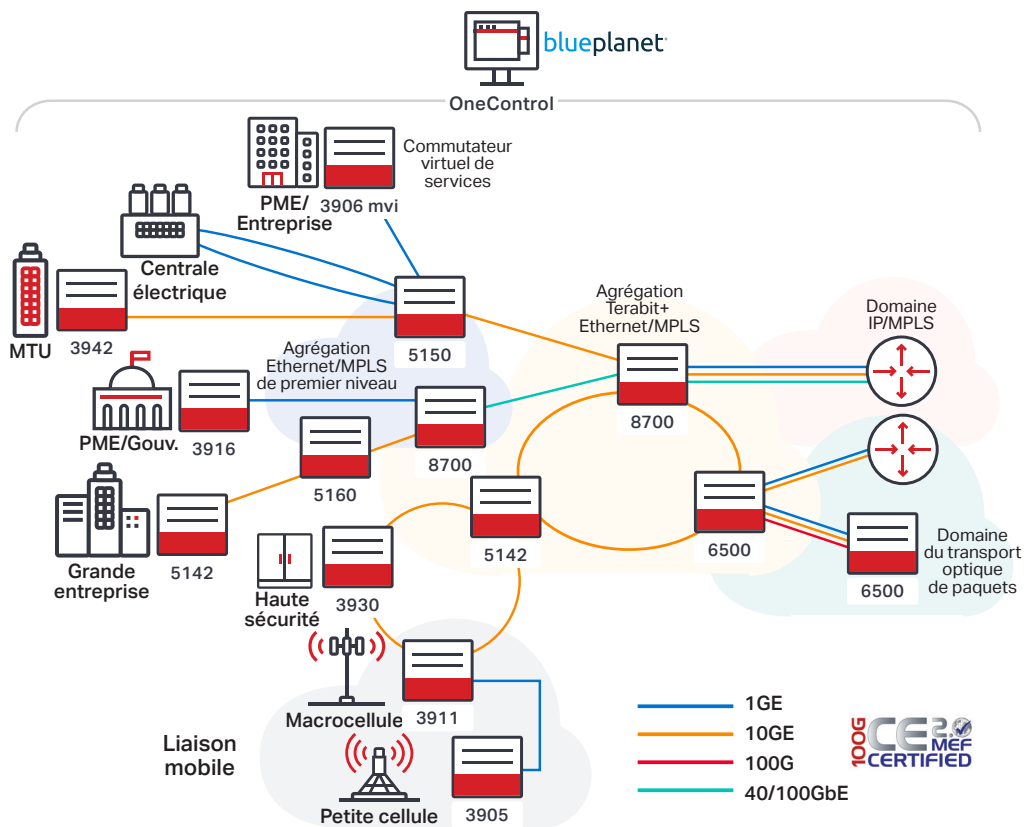 blueplanet
OneControl
Commutateur
virtuel de
services
PME/
Entreprise
3906 mvi
Centrale
électrique
MTU
3942
5150
Agrégation
Terabit+
Ethernet/MPLS
Domaine
IP/MPLS
Agrégation
Ethernet/MPLS
de premier niveau
PME/Gouv.
3916
8700
8700
5160
Grande
entreprise
5142
5142
6500
Domaine
du transport
optique
de paquets
6500
Haute
sécurité
3930
Macrocellule
3911
Liaison
mobile
Petite cellule
3905
1GE
10GE
100G
40/100GbE
100G
CE 2.0
MEF
CERTIFIED